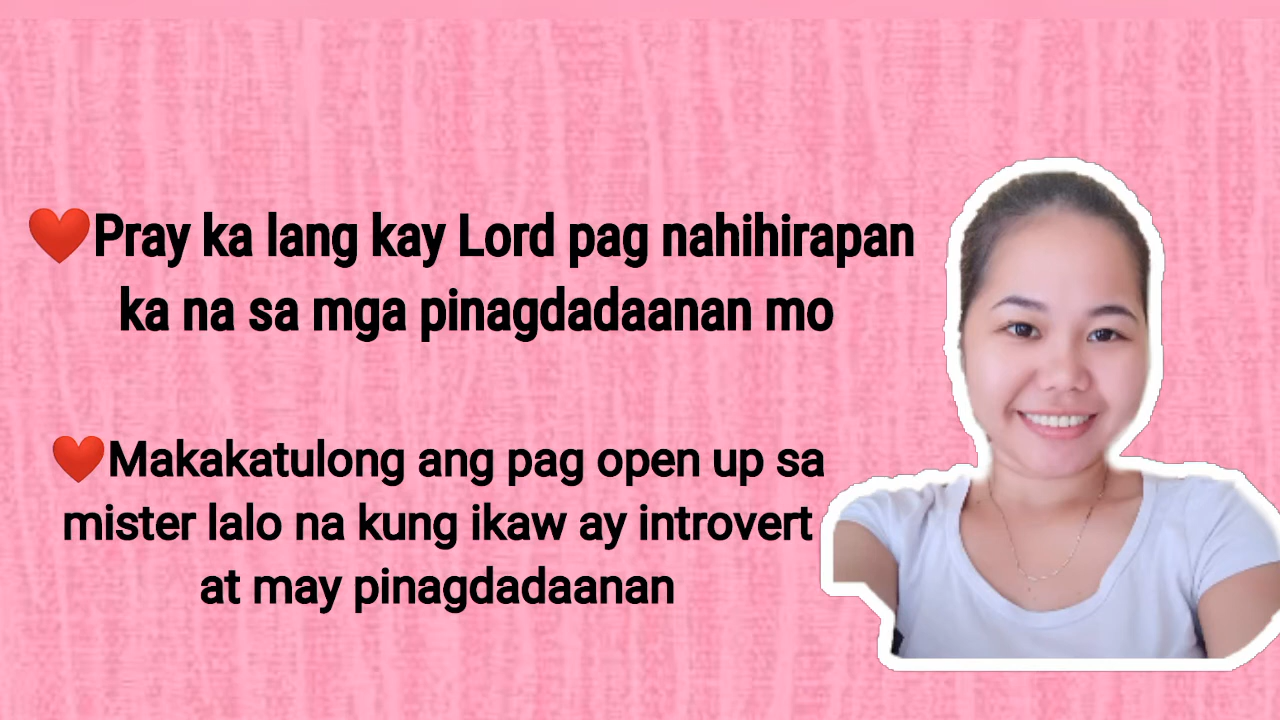 ❤️Pray ka lang kay Lord pag nahihirapan
ka na sa mga pinagdadaanan mo
❤️Makakatulong ang pag open up sa
mister lalo na kung ikaw ay introvert
at may pinagdadaanan